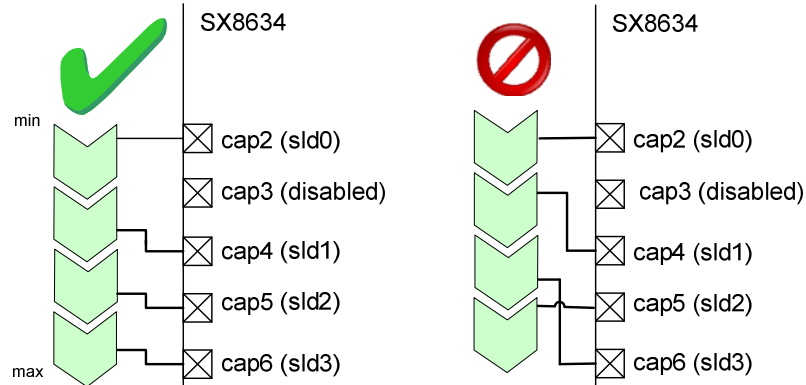 SX8634
min
cap2 (sld0)
cap3 (disabled)
cap4 (sld1)
cap5 (sld2)
cap6 (sld3)
max
SX8634
cap2 (sld0)
cap3 (disabled)
cap4 (sld1)
cap5 (sld2)
cap6 (sld3)